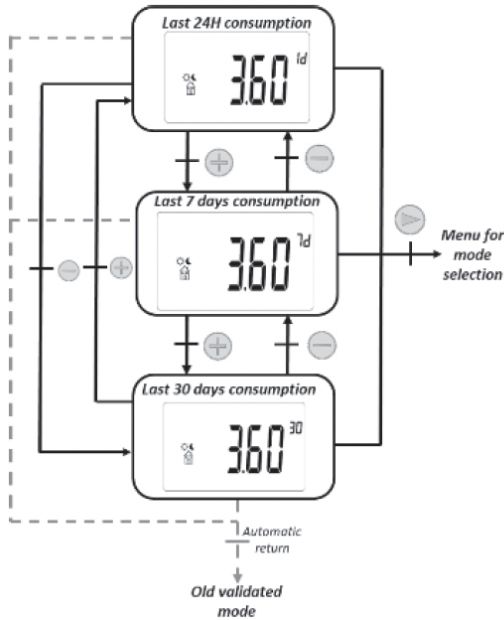 Last 24H consumption
3.60 1d
Last 7 days consumption
3.60 7d
Menu for
mode
selection
Last 30 days consumption
3.60 30
Automatic
return
Old validated
mode